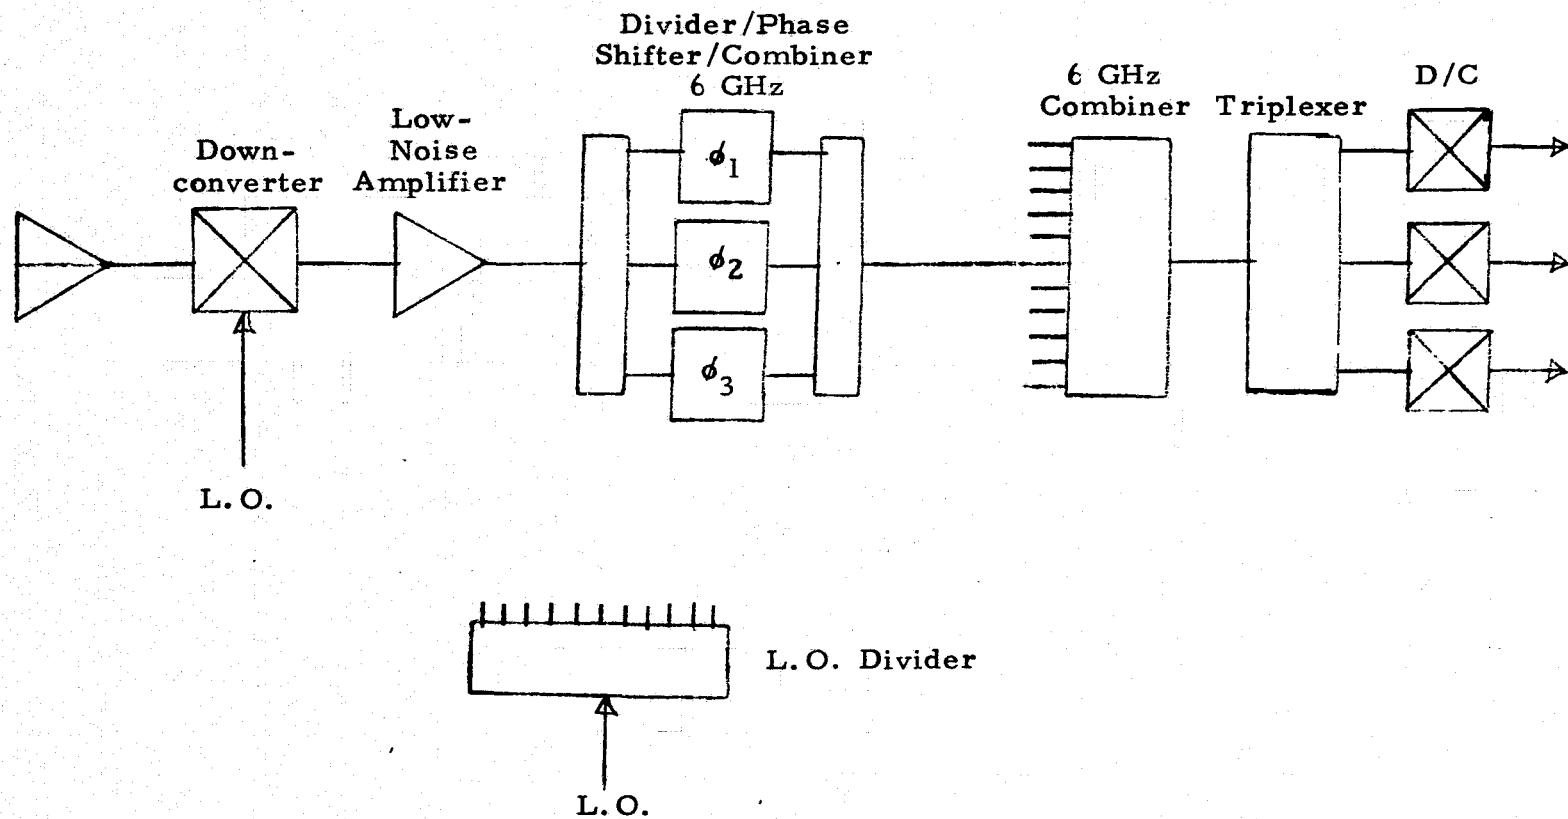 Divider/Phase
Shifter/Combiner
6 GHz
6 GHz
Combiner
Triplexer
D/C
Low-
Noise
Amplifier
Down-
converter
ϕ1
ϕ2
ϕ3
L.O.
L.O. Divider
L.O.